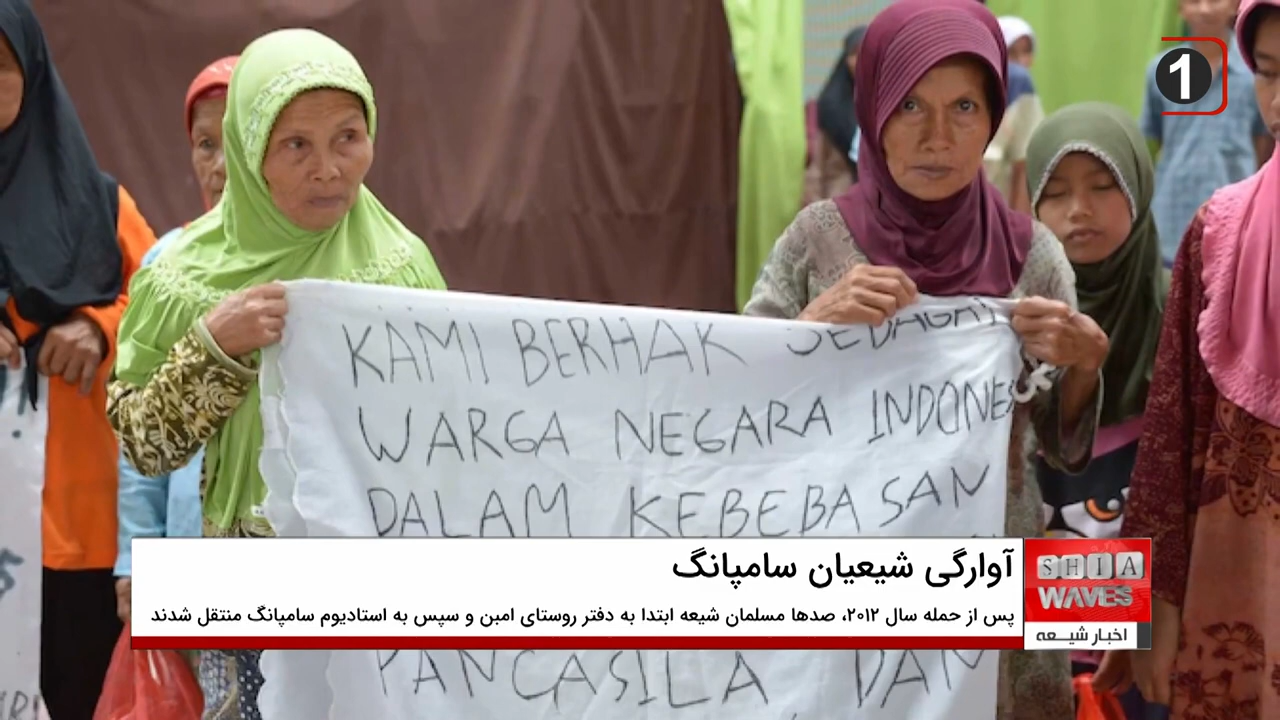 1
KAMI BERHAK SEBAGAI
WARGA NEGARA INDONES
DALAM KEBEBASAN
آوارگی شیعیان سامپانگ
پس از حمله سال ۲۰۱۲، صدها مسلمان شیعه ابتدا به دفتر روستای امبن و سپس به استادیوم سامپانگ منتقل شدند
SHIA
WAVES
اخبار شیعه
PANCASILA DAN